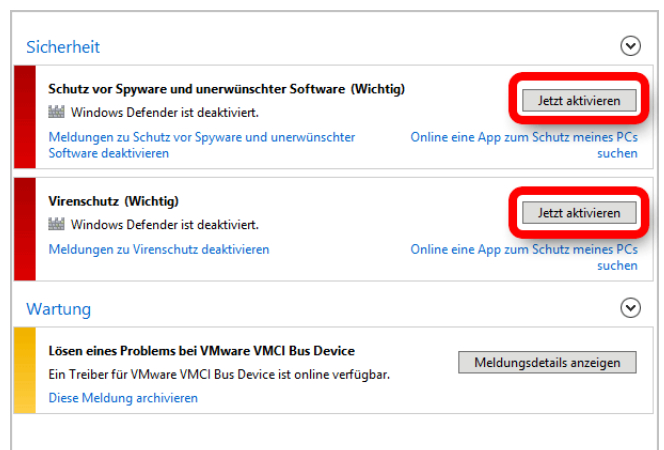 Sicherheit
Schutz vor Spyware und unerwünschter Software (Wichtig)
Jetzt aktivieren
Windows Defender ist deaktiviert.
Meldungen zu Schutz vor Spyware und unerwünschter
Software deaktivieren
Online eine App zum Schutz meines PCs
suchen
Virenschutz (Wichtig)
Jetzt aktivieren
Windows Defender ist deaktiviert.
Meldungen zu Virenschutz deaktivieren
Online eine App zum Schutz meines PCs
suchen
Wartung
Lösen eines Problems bei VMware VMCI Bus Device
Meldungsdetails anzeigen
Ein Treiber für VMware VMCI Bus Device ist online verfügbar.
Diese Meldung archivieren